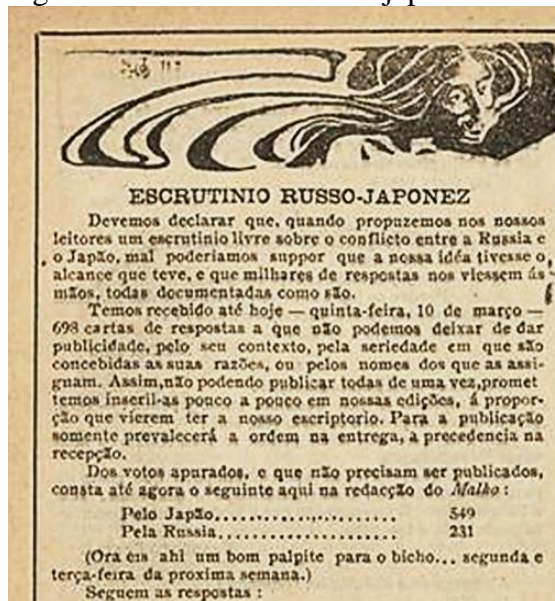 ESCRUTINIO RUSSO-JAPONEZ
Devemos declarar que, quando propuzemos nos nossos
leitores um escrutinio livre sobre o conflicto entre a Russia e
o Japão, mal poderiamos suppor que a nossa idéa tivesse o
alcance que teve, e que milhares de respostas nos viessem ás
mãos, todas documentadas como são.
Temos recebido até hoje — quinta-feira, 10 de março —
698 cartas de respostas a que não podemos deixar de dar
publicidade, pelo seu contexto, pela seriedade em que são
concebidas as suas razões, ou pelos nomes dos que as assi-
gnam. Assim, não podendo publicar todas de uma vez, promet
temos inseril-as pouco a pouco em nossas edições, á propor-
ção que vierem ter a nosso escriptorio. Para a publicação
somente prevalecerá a ordem na entrega, a precedencia na
recepção.
Dos votos apurados, e que não precisam ser publicados,
consta até agora o seguinte aqui na redacção do Malho :
Pelo Japão........................ 549
Pela Russia..................... 231
(Ora eis ahi um bom palpite para o bicho... segunda e
terça-feira da proxima semana.)
Seguem as respostas :